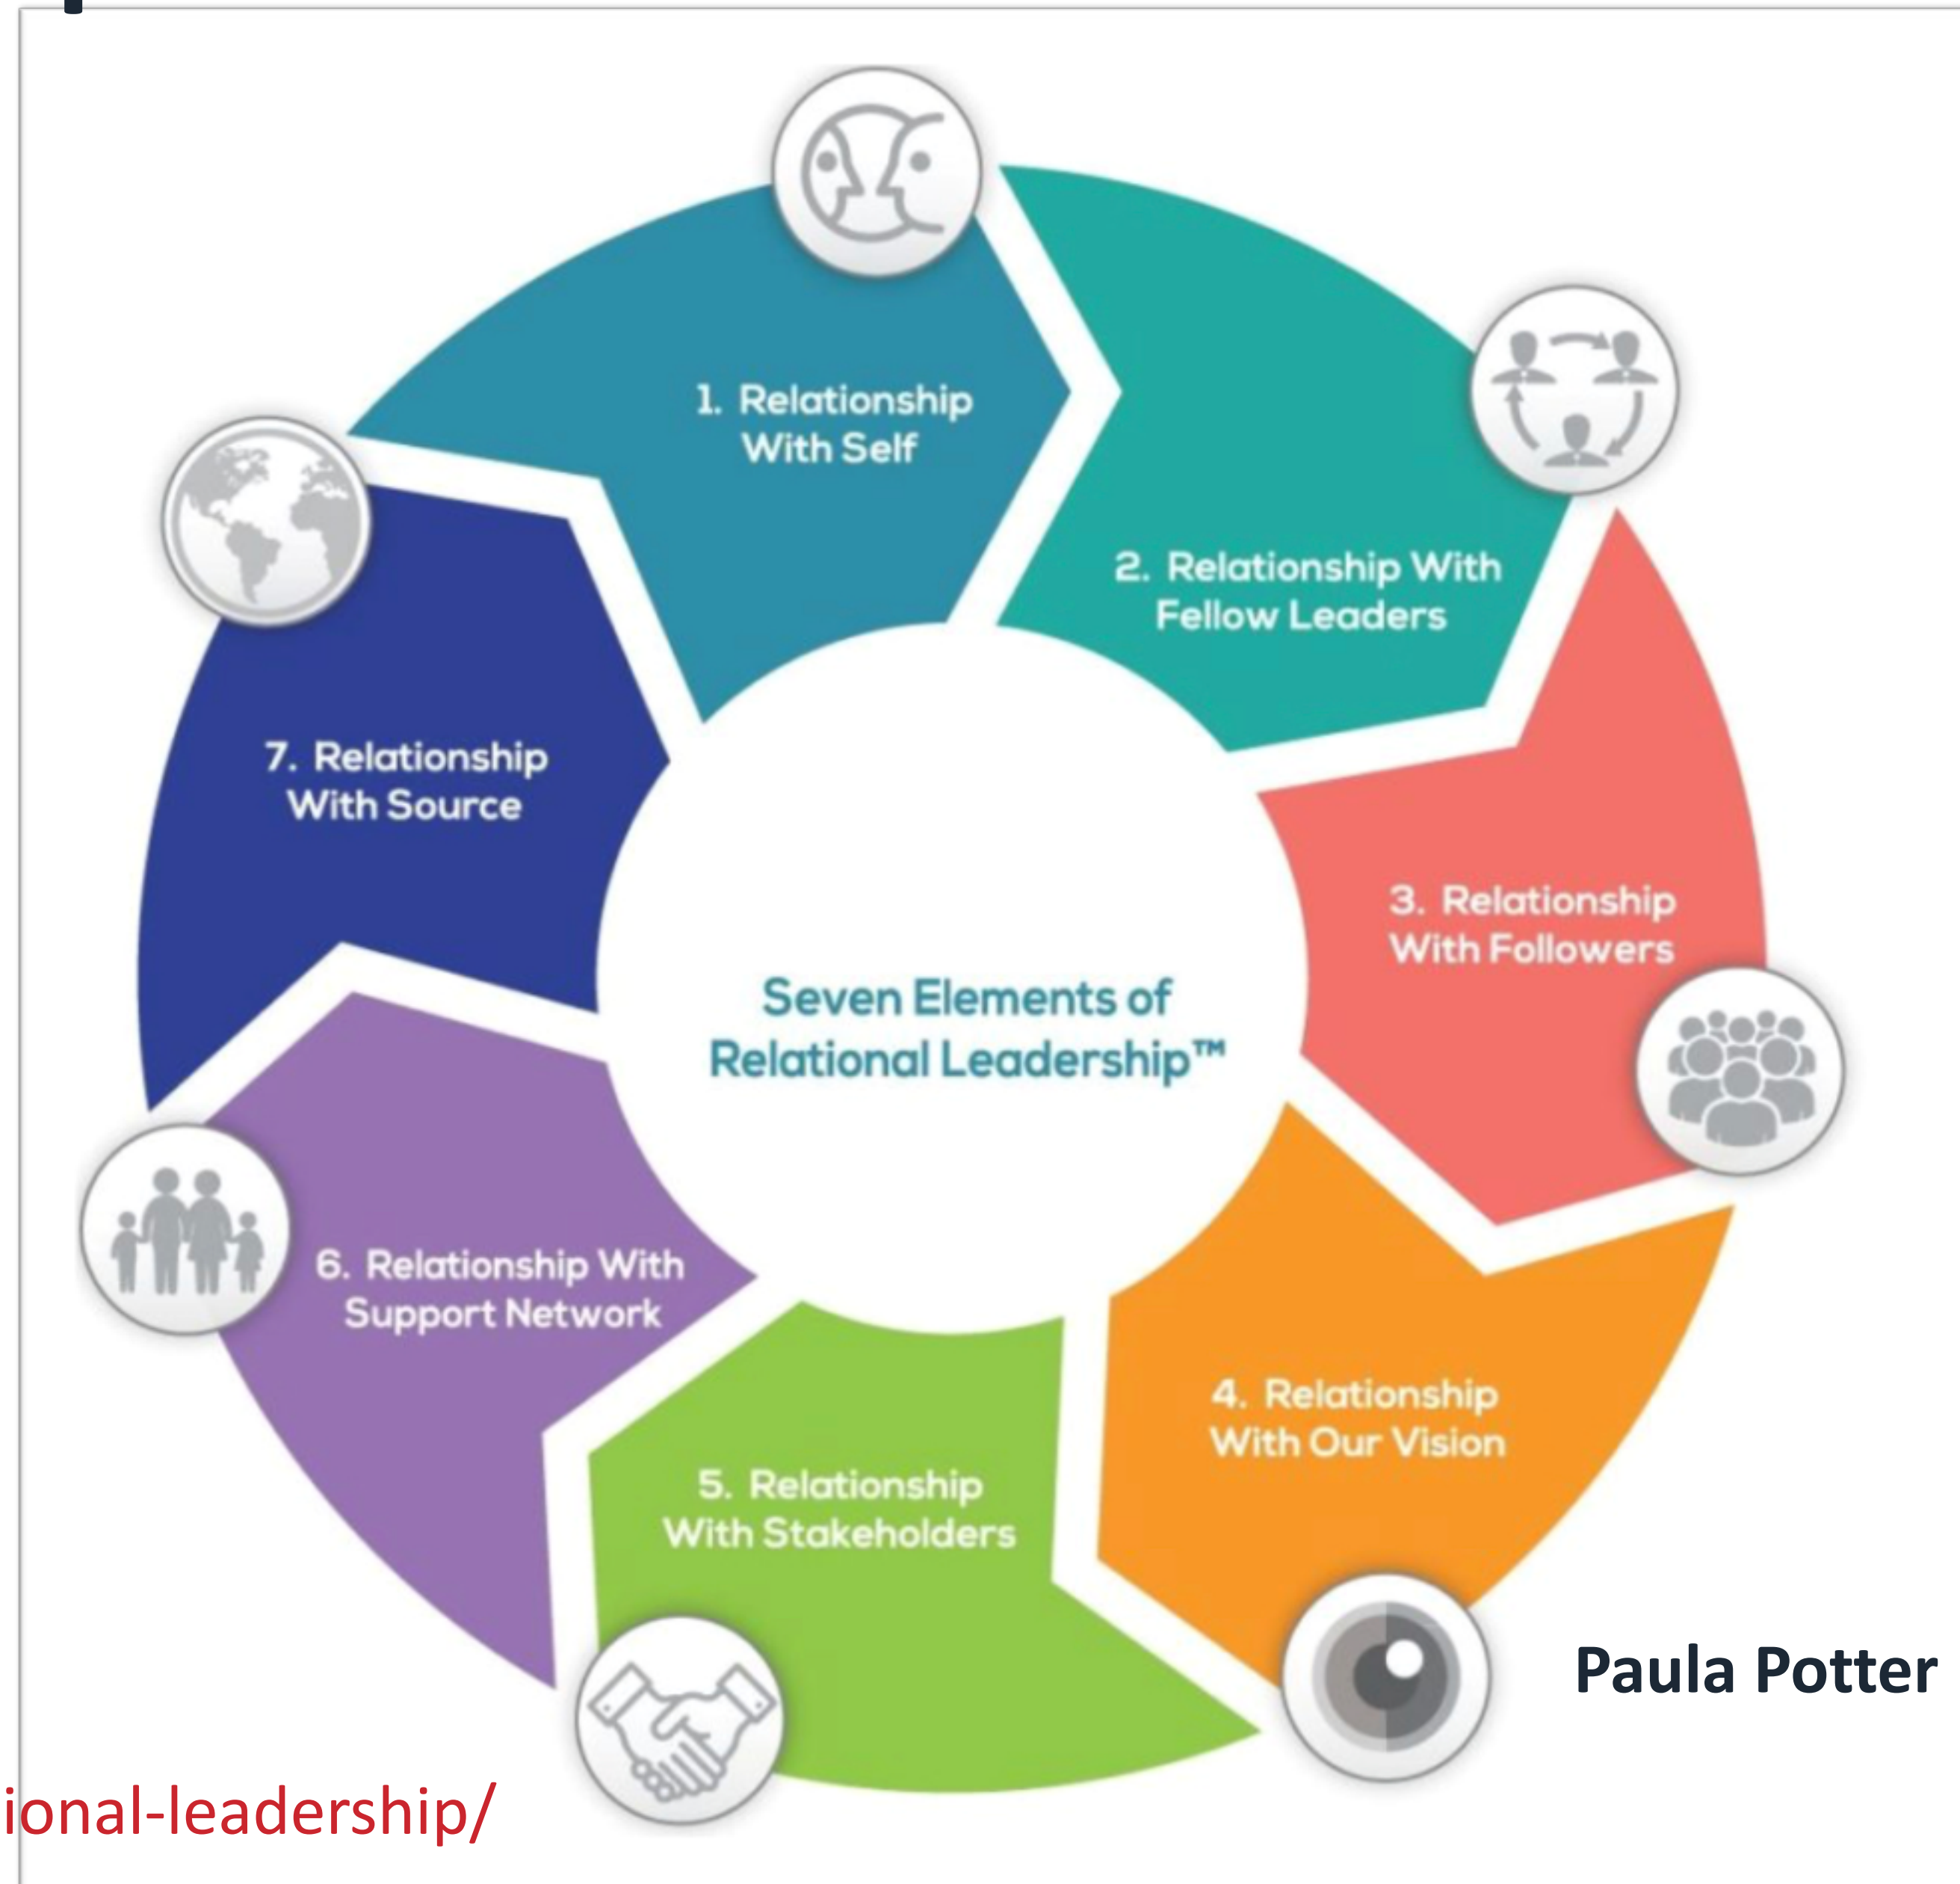 1. Relationship
With Self
2. Relationship With
Fellow Leaders
3. Relationship
With Followers
4. Relationship
With Our Vision
5. Relationship
With Stakeholders
6. Relationship With
Support Network
7. Relationship
With Source
Seven Elements of
Relational Leadership™
Paula Potter
ional-leadership/